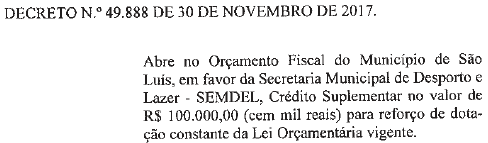 DECRETO N.º 49.888 DE 30 DE NOVEMBRO DE 2017.
Abre no Orçamento Fiscal do Município de São
Luís, em favor da Secretaria Municipal de Desporto e
Lazer - SEMDEL, Crédito Suplementar no valor de
R$ 100.000,00 (cem mil reais) para reforço de dota-
ção constante da Lei Orçamentária vigente.